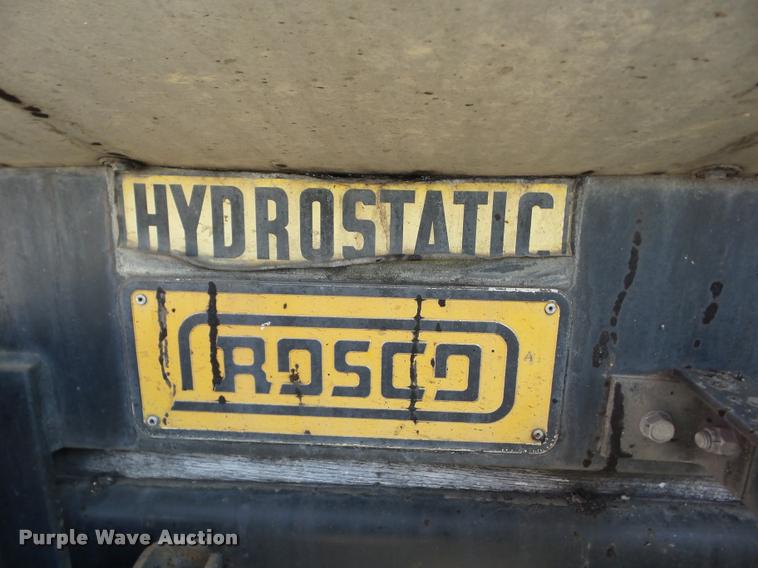 HYDROSTATIC
ROSCO
Purple Wave Auction